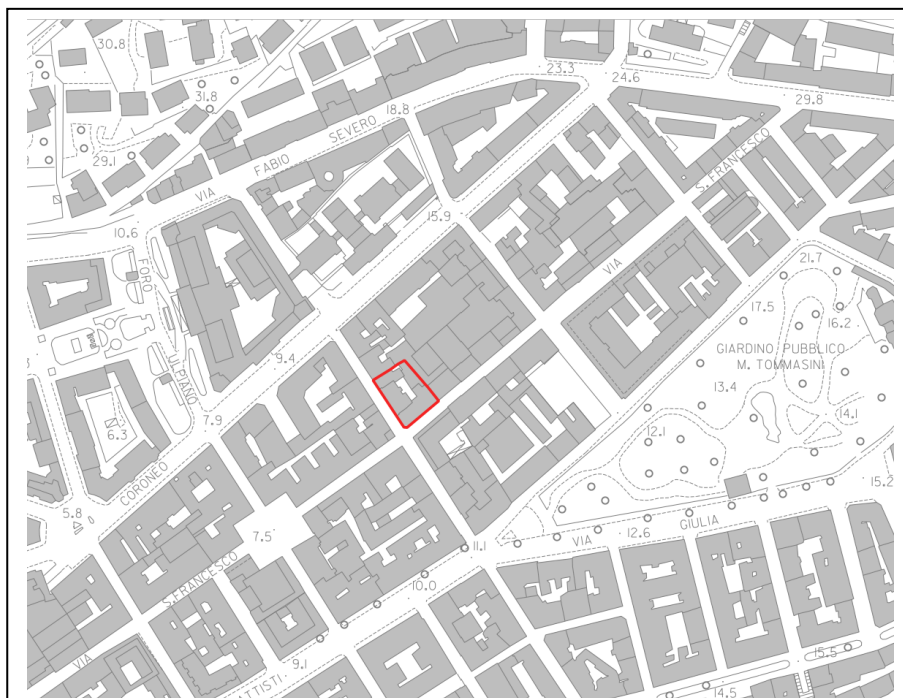 30.8
23.3
24.6
31.8
18.8
29.8
VIA FABIO SEVERO
29.1
S. FRANCESCO
VIA
15.9
10.6
FORO ULPIANO
21.7
17.5
16.2
9.4
GIARDINO PUBBLICO
M. TOMMASINI
13.4
7.9
14.1
6.3
12.1
CORONEO
15.2
5.8
12.6
VIA GIULIA
7.5
11.1
10.0
VIA S. FRANCESCO
9.1
BATTISTI
15.5
14.5